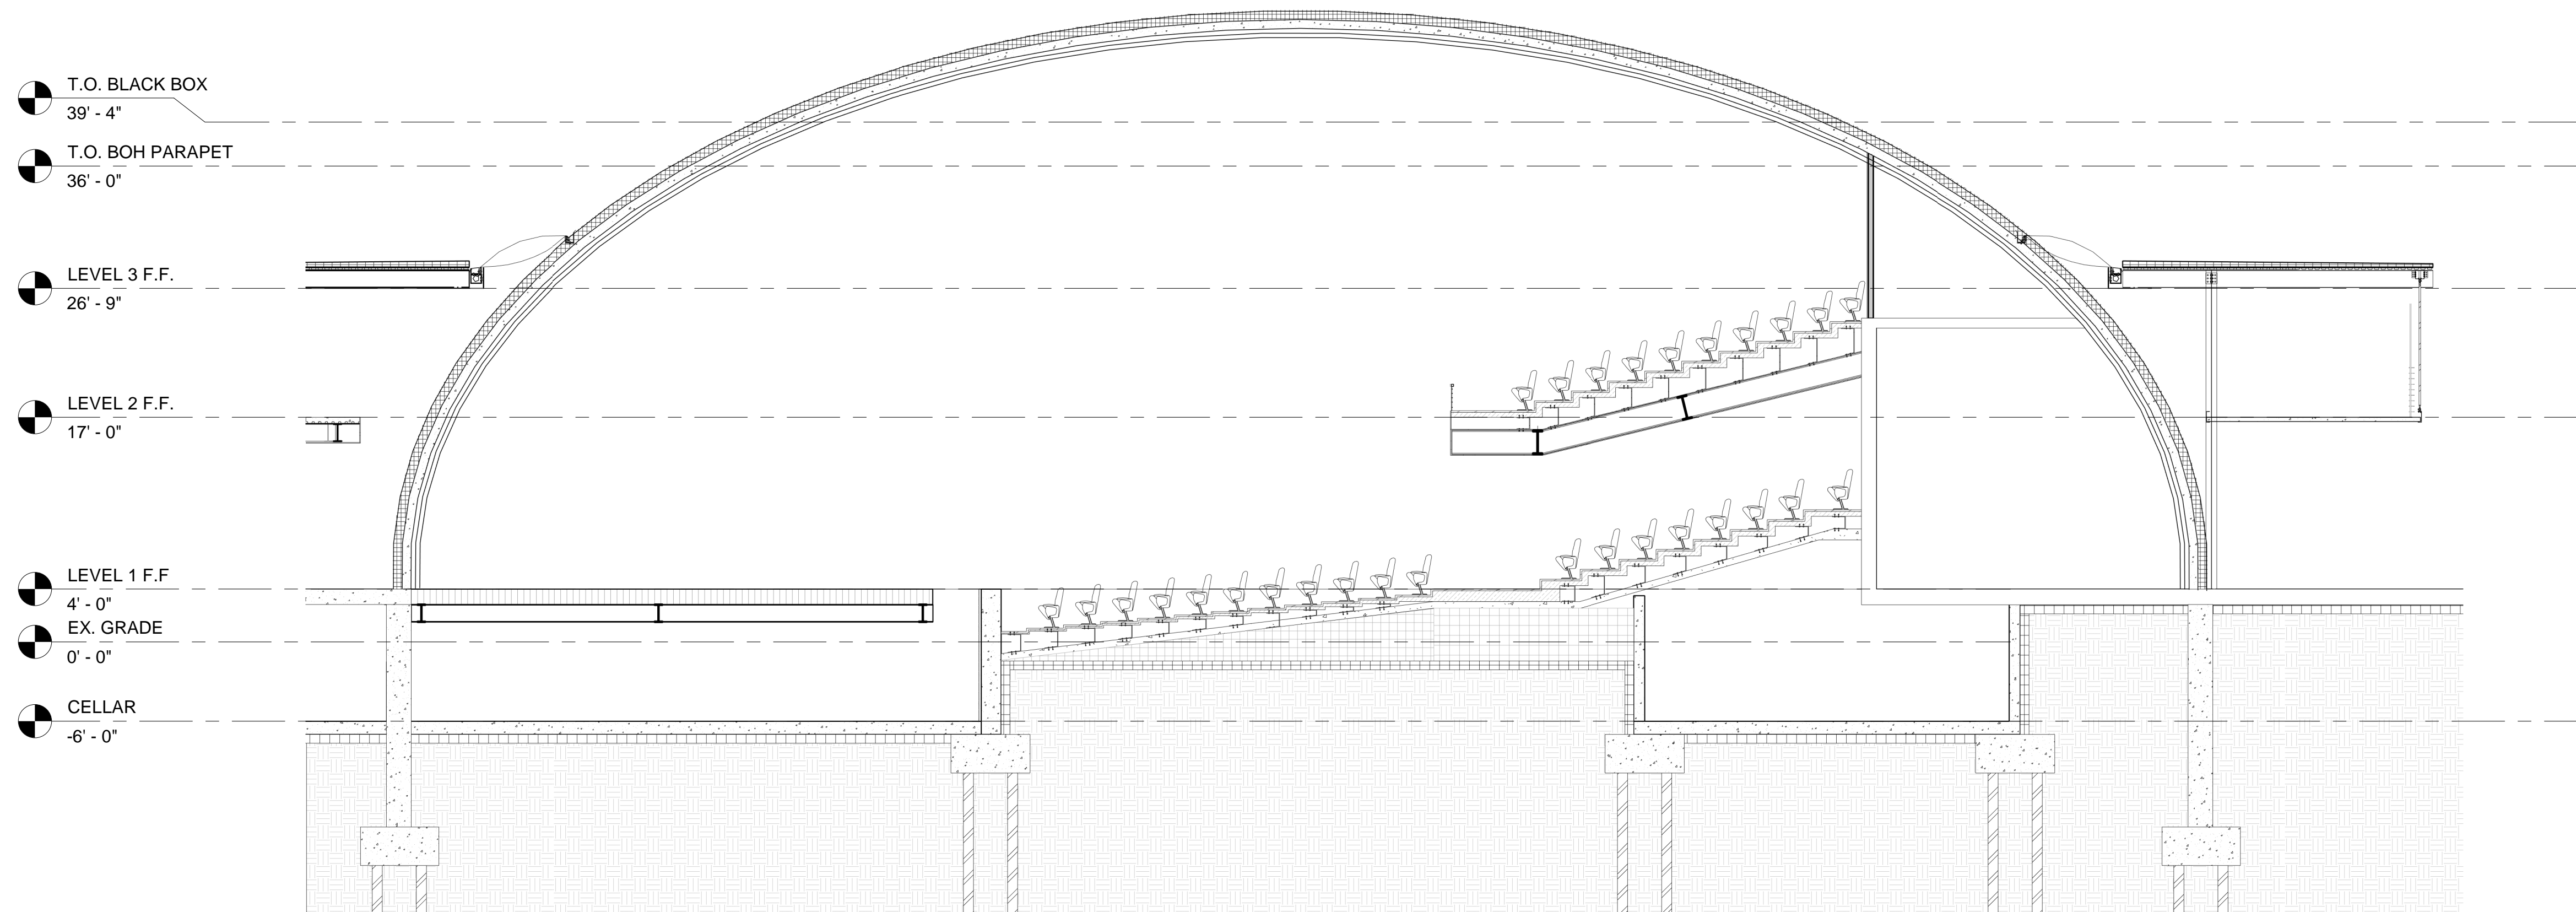 T.O. BLACK BOX
39' - 4"
T.O. BOH PARAPET
36' - 0"
LEVEL 3 F.F.
26' - 9"
LEVEL 2 F.F.
17' - 0"
LEVEL 1 F.F
4' - 0"
EX. GRADE
0' - 0"
CELLAR
-6' - 0"